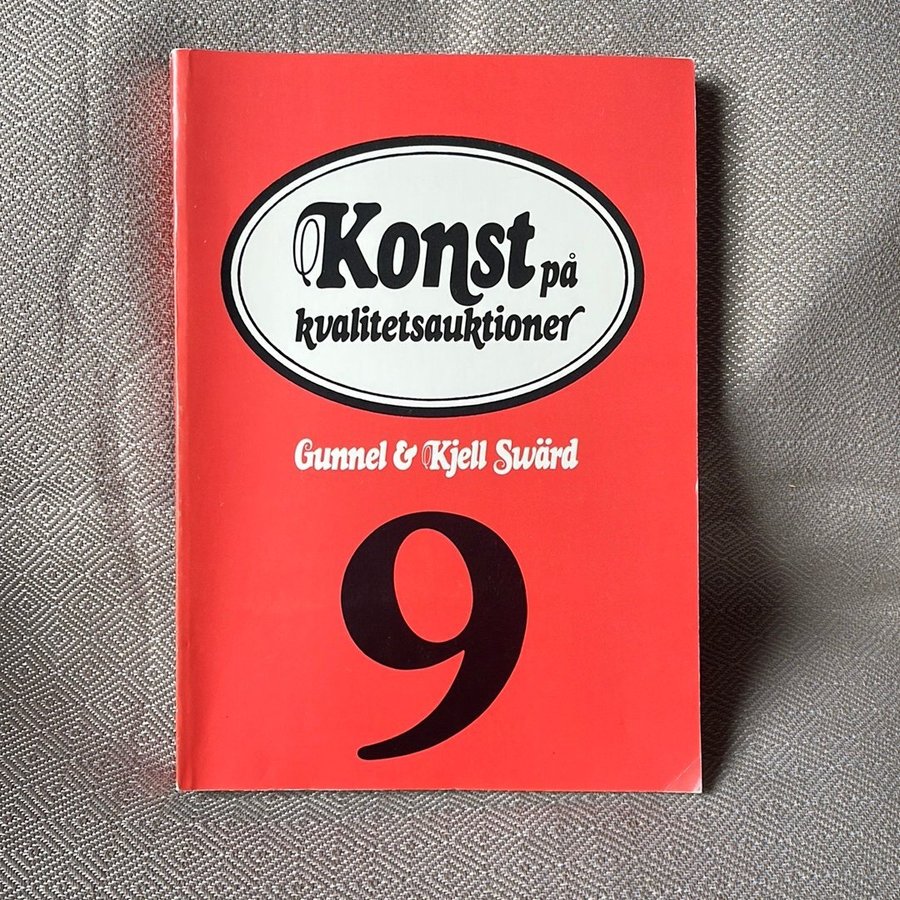 Konst på
kvalitetsauktioner
Gunnel & Kjell Swärd
9